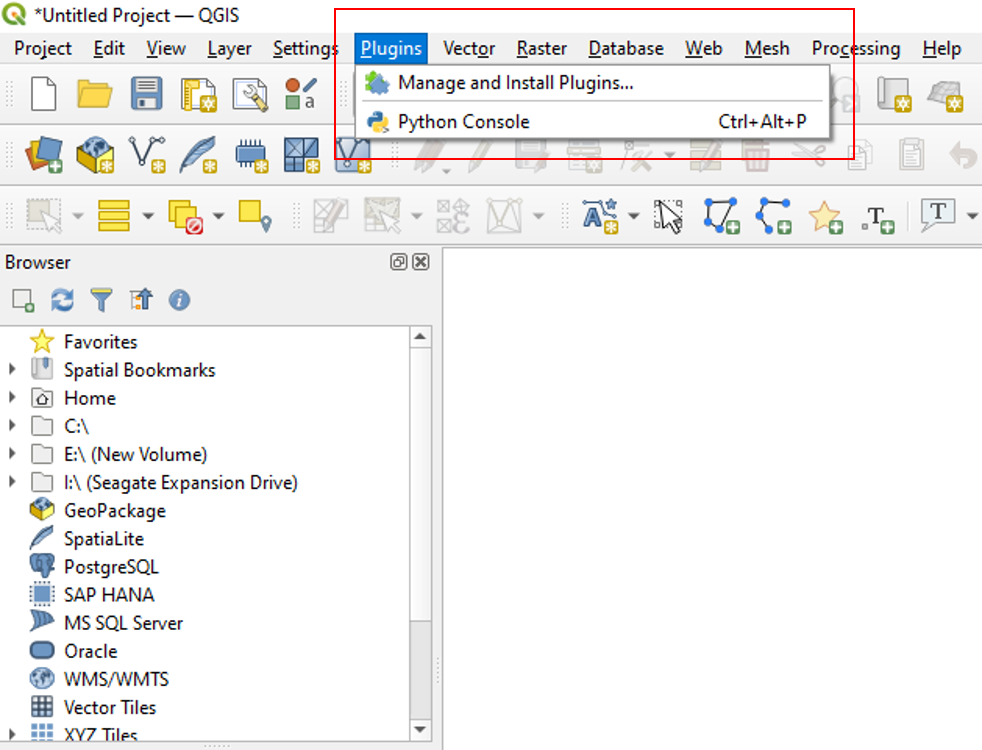 *Untitled Project — QGIS
Project Edit View Layer Settings Plugins Vector Raster Database Web Mesh Processing Help
Manage and Install Plugins...
Python Console Ctrl+Alt+P
Browser
Favorites
Spatial Bookmarks
Home
C:\
E:\ (New Volume)
I:\ (Seagate Expansion Drive)
GeoPackage
SpatiaLite
PostgreSQL
SAP HANA
MS SQL Server
Oracle
WMS/WMTS
Vector Tiles
XYZ Tiles